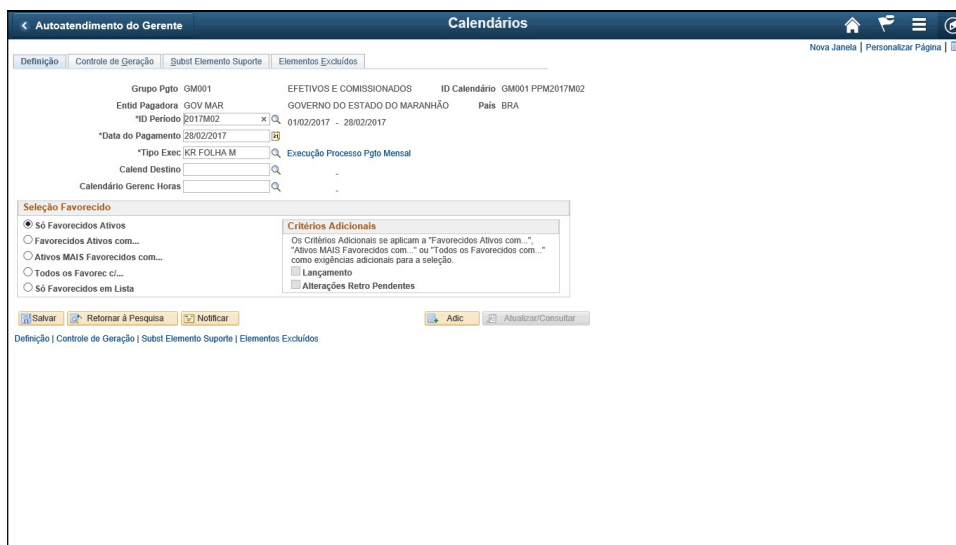 Autoatendimento do Gerente Calendários
Nova Janela | Personalizar Página |
Definição Controle de Geração Subst Elemento Suporte Elementos Excluídos
Grupo Pgto GM001 EFETIVOS E COMISSIONADOS ID Calendário GM001 PPM2017M02
Entid Pagadora GOV MAR GOVERNO DO ESTADO DO MARANHÃO País BRA
*ID Período 2017M02 × 01/02/2017 - 28/02/2017
*Data do Pagamento 28/02/2017
*Tipo Exec KR FOLHA M Execução Processo Pgto Mensal
Calend Destino -
Calendário Gerenc Horas -
Seleção Favorecido
Só Favorecidos Ativos
Favorecidos Ativos com...
Ativos MAIS Favorecidos com...
Todos os Favorec c/...
Só Favorecidos em Lista
Critérios Adicionais
Os Critérios Adicionais se aplicam a "Favorecidos Ativos com...",
"Ativos MAIS Favorecidos com..." ou "Todos os Favorecidos com..."
como exigências adicionais para a seleção.
Lançamento
Alterações Retro Pendentes
Salvar Retornar à Pesquisa Notificar Adic Atualizar/Consultar
Definição | Controle de Geração | Subst Elemento Suporte | Elementos Excluídos